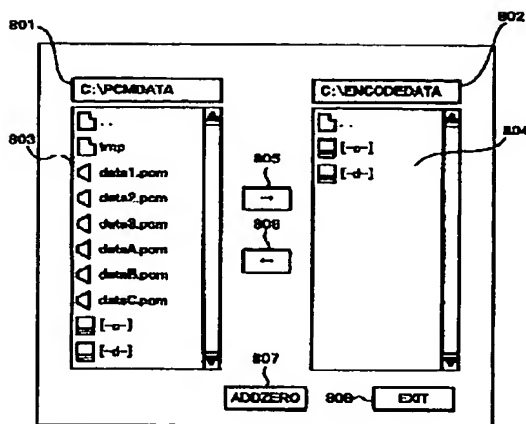 801
802
C:\PCMDATA
C:\ENCODEDATA
803
..
tmp
data1.pcm
data2.pcm
data3.pcm
dataA.pcm
dataB.pcm
dataC.pcm
[-c-]
[-d-]
805
→
806
←
..
[-c-]
[-d-]
804
807
ADDZERO
808
EXIT